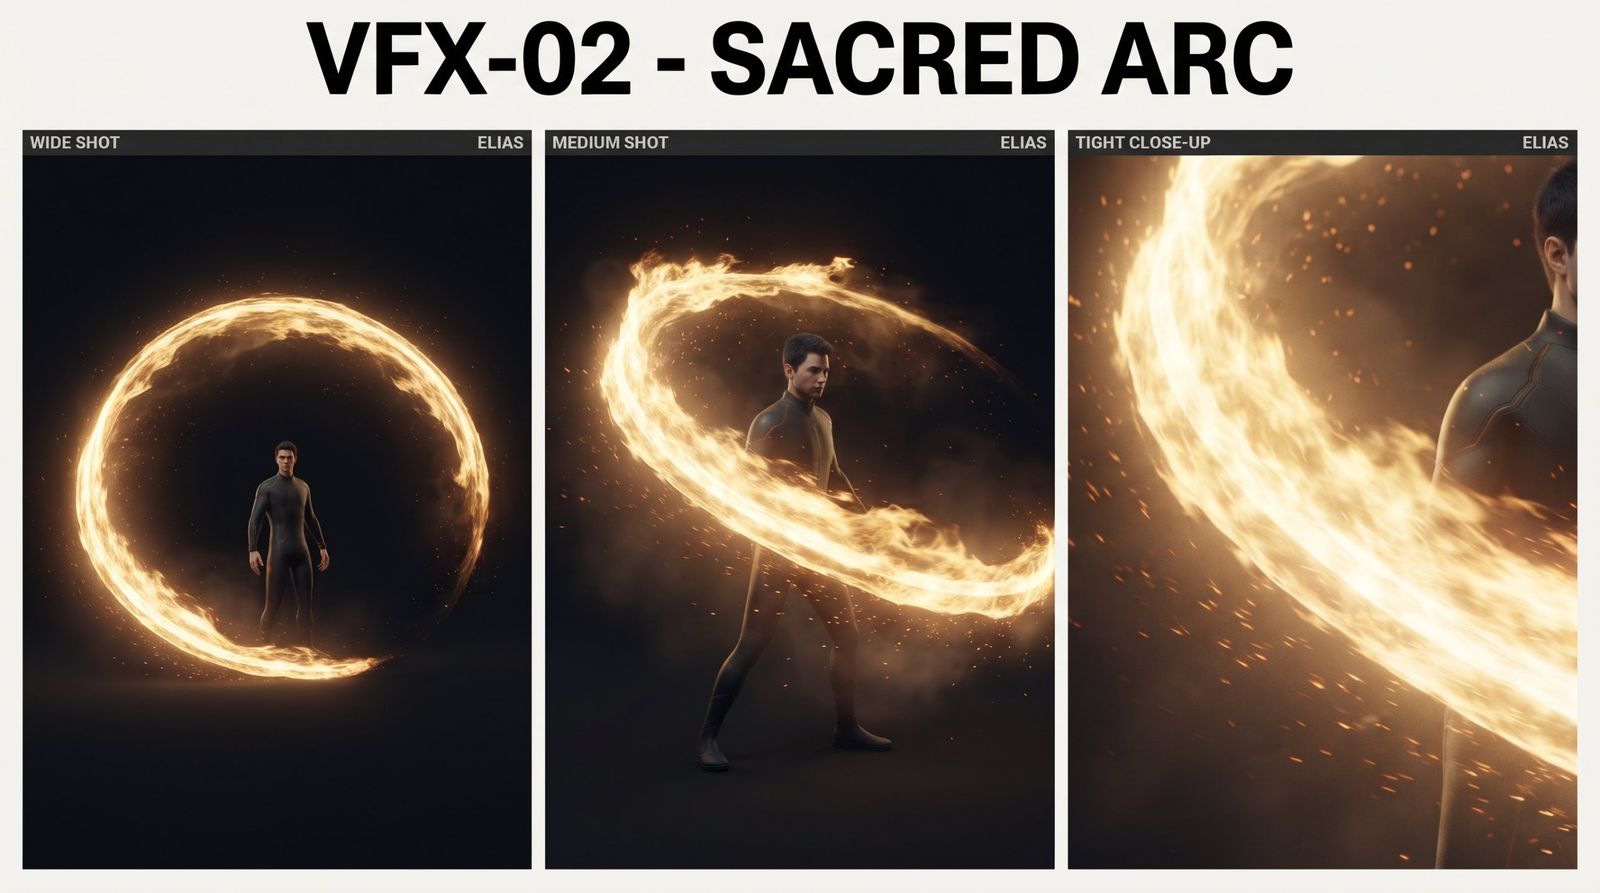 VFX-02 - SACRED ARC
WIDE SHOT ELIAS
MEDIUM SHOT ELIAS
TIGHT CLOSE-UP ELIAS